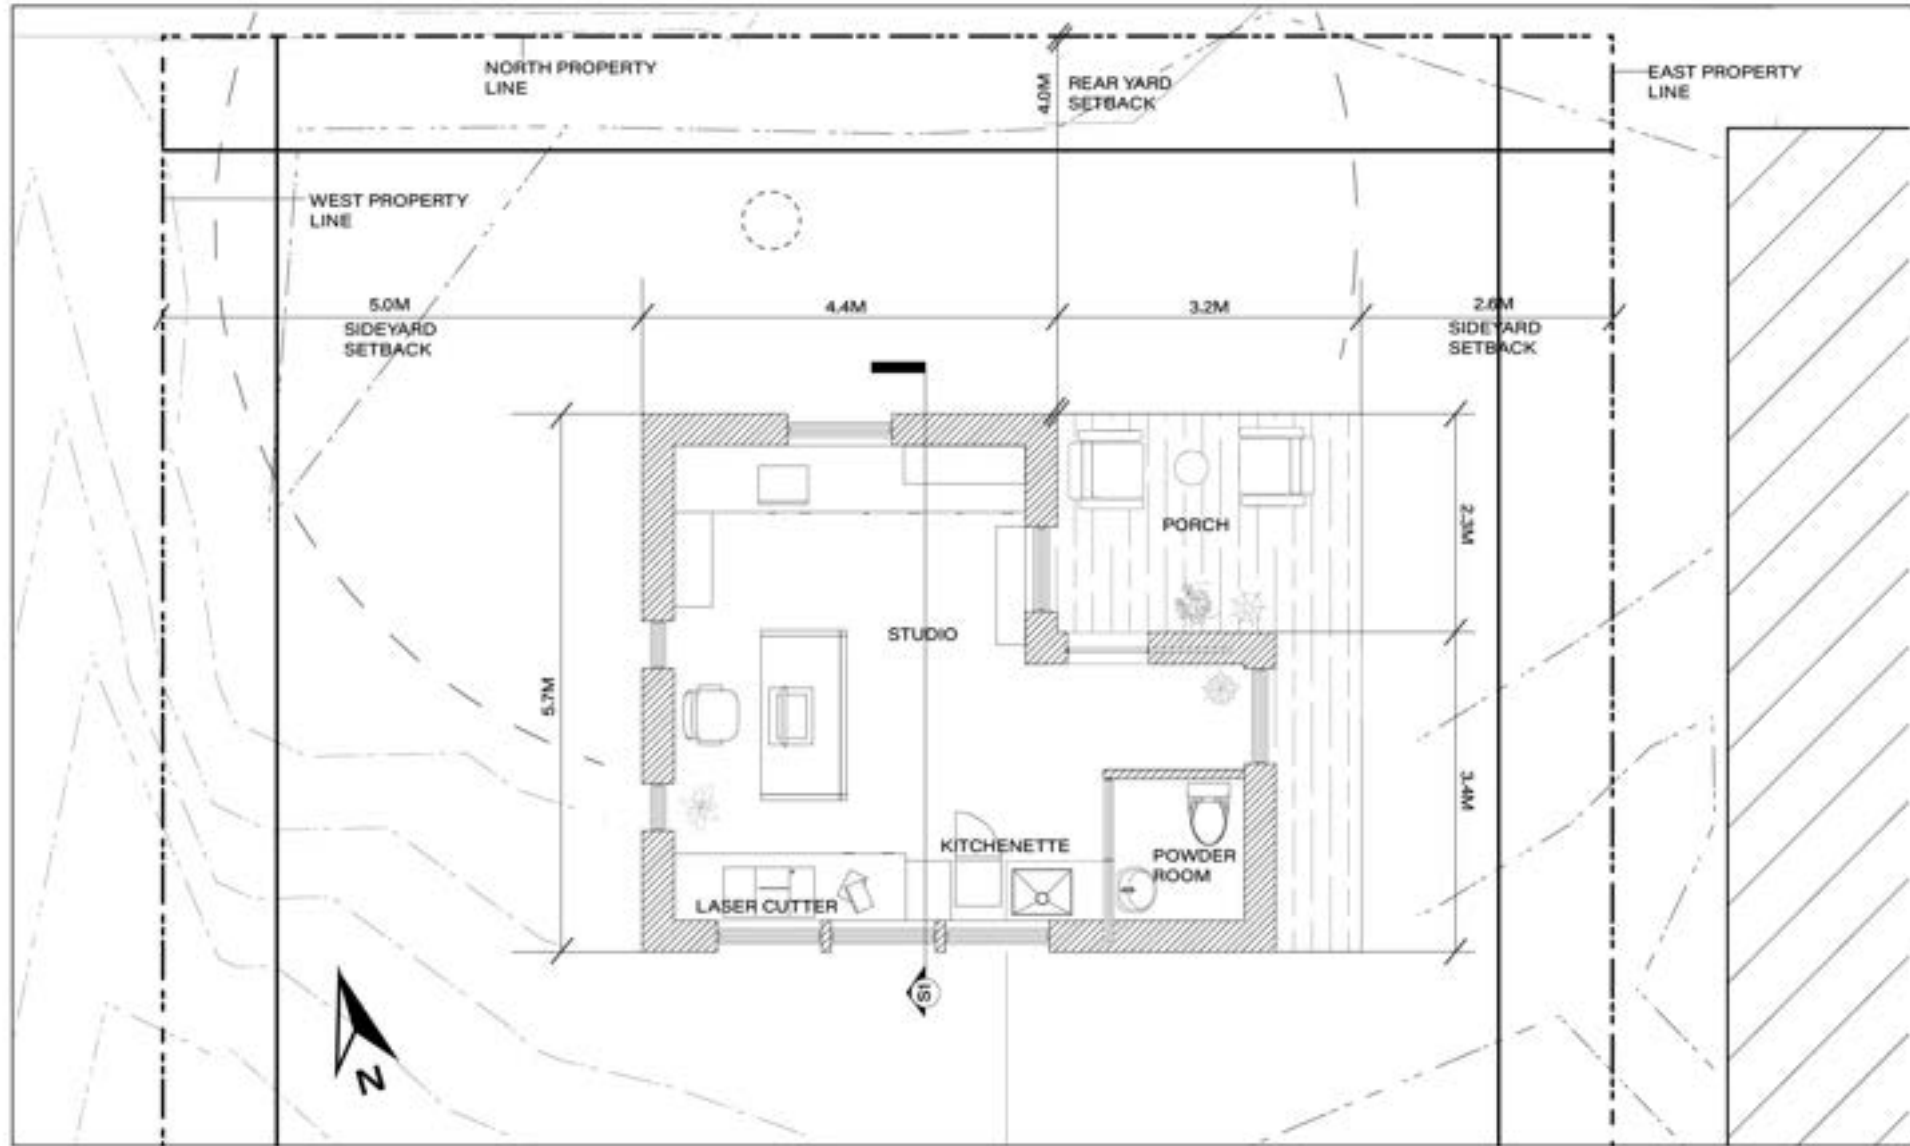 NORTH PROPERTY
LINE
4.0M
REAR YARD
SETBACK
EAST PROPERTY
LINE
WEST PROPERTY
LINE
5.0M
SIDEYARD
SETBACK
4.4M
3.2M
2.6M
SIDEYARD
SETBACK
5.7M
PORCH
2.3M
STUDIO
3.4M
KITCHENETTE
POWDER
ROOM
LASER CUTTER
S1
N